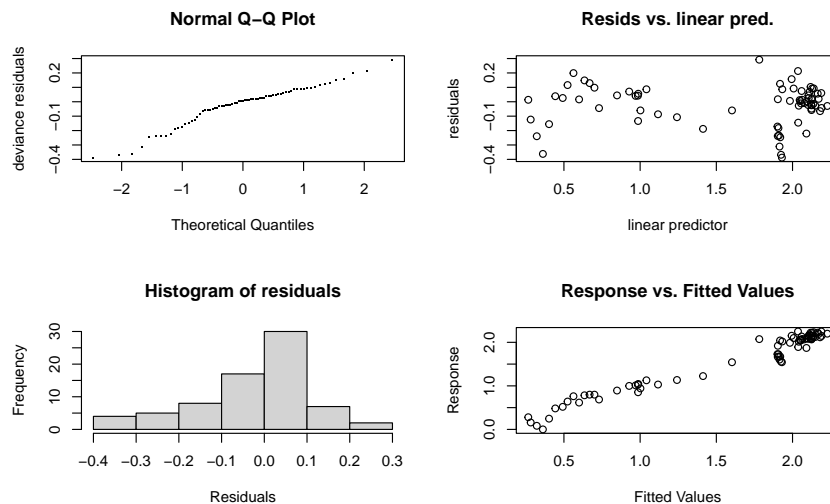 Normal Q−Q Plot
deviance residuals
−0.4 −0.1 0.2
−2 −1 0 1 2
Theoretical Quantiles
Resids vs. linear pred.
residuals
−0.4 −0.1 0.2
0.5 1.0 1.5 2.0
linear predictor
Histogram of residuals
Frequency
0 10 30
−0.4 −0.3 −0.2 −0.1 0.0 0.1 0.2 0.3
Residuals
Response vs. Fitted Values
Response
0.0 1.0 2.0
0.5 1.0 1.5 2.0
Fitted Values